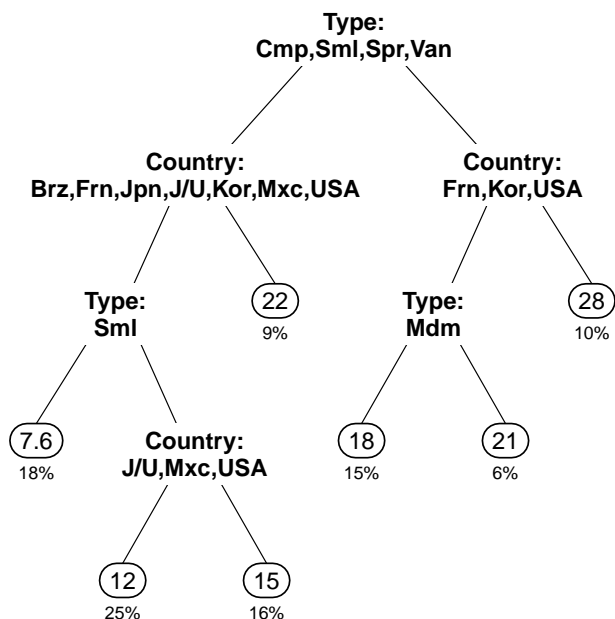 Type:
Cmp,Sml,Spr,Van
Country:
Brz,Frn,Jpn,J/U,Kor,Mxc,USA
Country:
Frn,Kor,USA
Type:
Sml
22
9%
Type:
Mdm
28
10%
7.6
18%
Country:
J/U,Mxc,USA
18
15%
21
6%
12
25%
15
16%